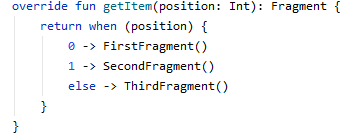 override fun getItem(position: Int): Fragment {
    return when (position) {
        0 -> FirstFragment()
        1 -> SecondFragment()
        else -> ThirdFragment()
    }
}